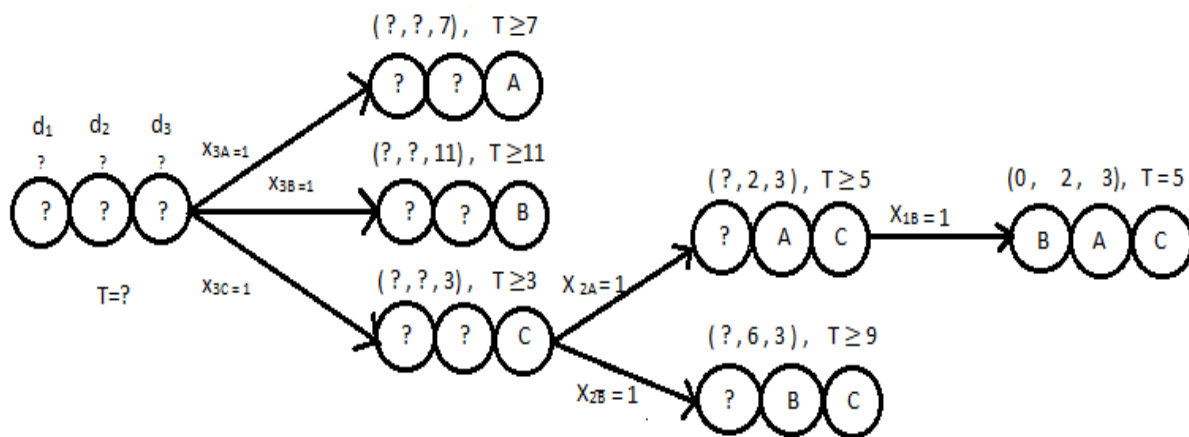 (?,?,7), T≥7
? ? A
d₁ d₂ d₃
? ? ?
? ? ?
T=?
X₃A=1
X₃B=1
X₃C=1
(?,?,11), T≥11
? ? B
(?,?,3), T≥3
? ? C
X₂A=1
X₂B=1
(?,2,3), T≥5
? A C
X₁B=1
(0, 2, 3), T=5
B A C
(?,6,3), T≥9
? B C